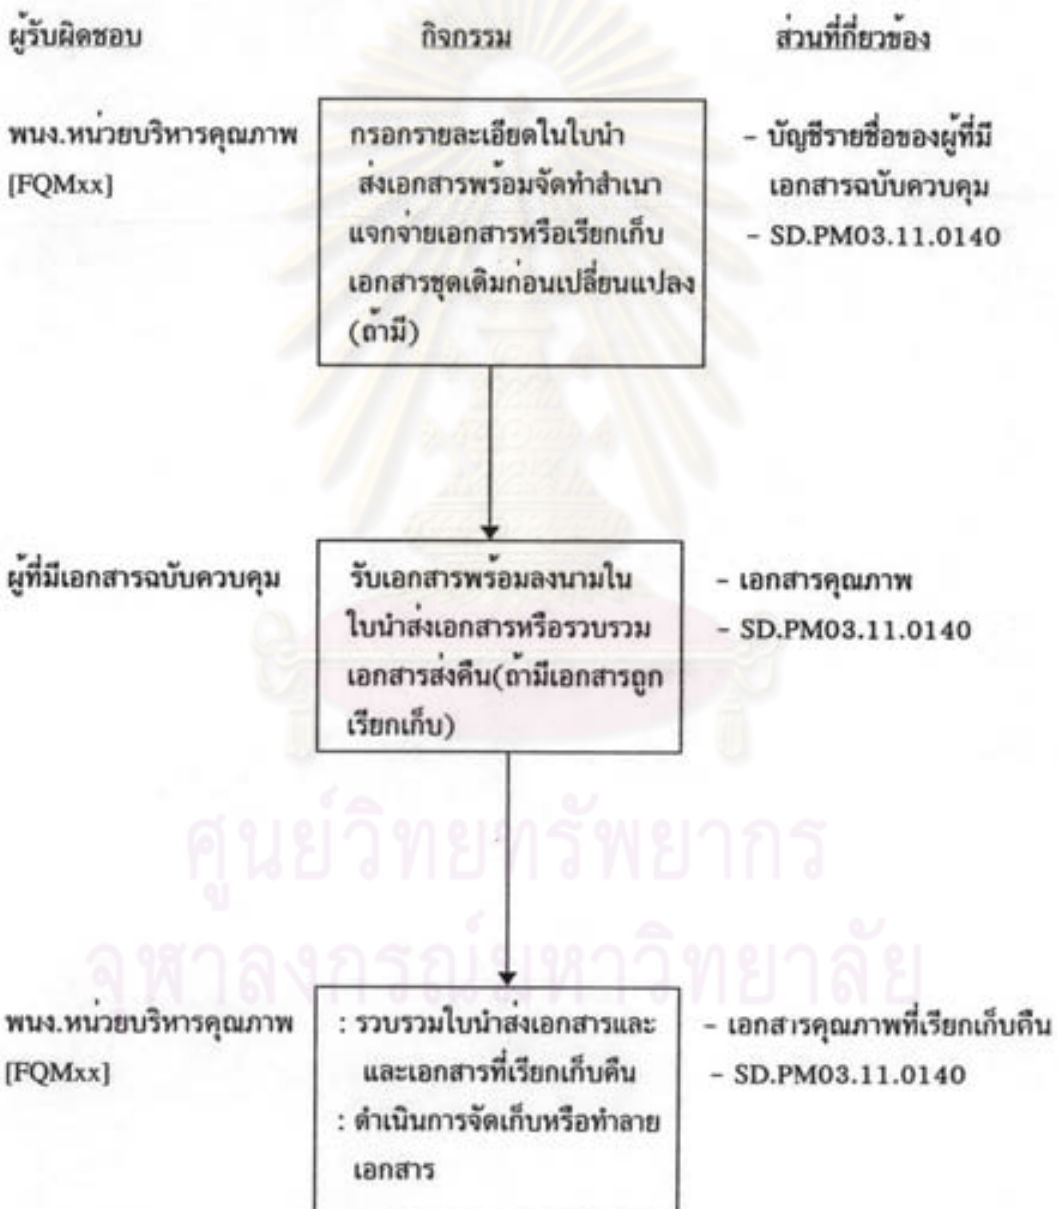 ผู้รับผิดชอบ กิจกรรม ส่วนที่กี่ยวข้อง
พนง.หน่วยบริหารคุณภาพ
[FQMxx]
กรอกรายละเอียดในใบนำ
ส่งเอกสารพร้อมจัดทำสำเนา
แจกจ่ายเอกสารหรือเรียกเก็บ
เอกสารชุดเดิมก่อนเปลี่ยนแปลง
(ถ้ามี)
- บัญชีรายชื่อของผู้ที่มี
เอกสารฉบับควบคุม
- SD.PM03.11.0140
ผู้ที่มีเอกสารฉบับควบคุม
รับเอกสารพร้อมลงนามใน
ใบนำส่งเอกสารหรือรวบรวม
เอกสารส่งคืน(ถ้ามีเอกสารถูก
เรียกเก็บ)
- เอกสารคุณภาพ
- SD.PM03.11.0140
ศูนย์วิทยทรัพยากร
จุฬาลงกรณ์มหาวิทยาลัย
พนง.หน่วยบริหารคุณภาพ
[FQMxx]
: รวบรวมใบนำส่งเอกสารและ
และเอกสารที่เรียกเก็บคืน
: ดำเนินการจัดเก็บหรือทำลาย
เอกสาร
- เอกสารคุณภาพที่เรียกเก็บคืน
- SD.PM03.11.0140